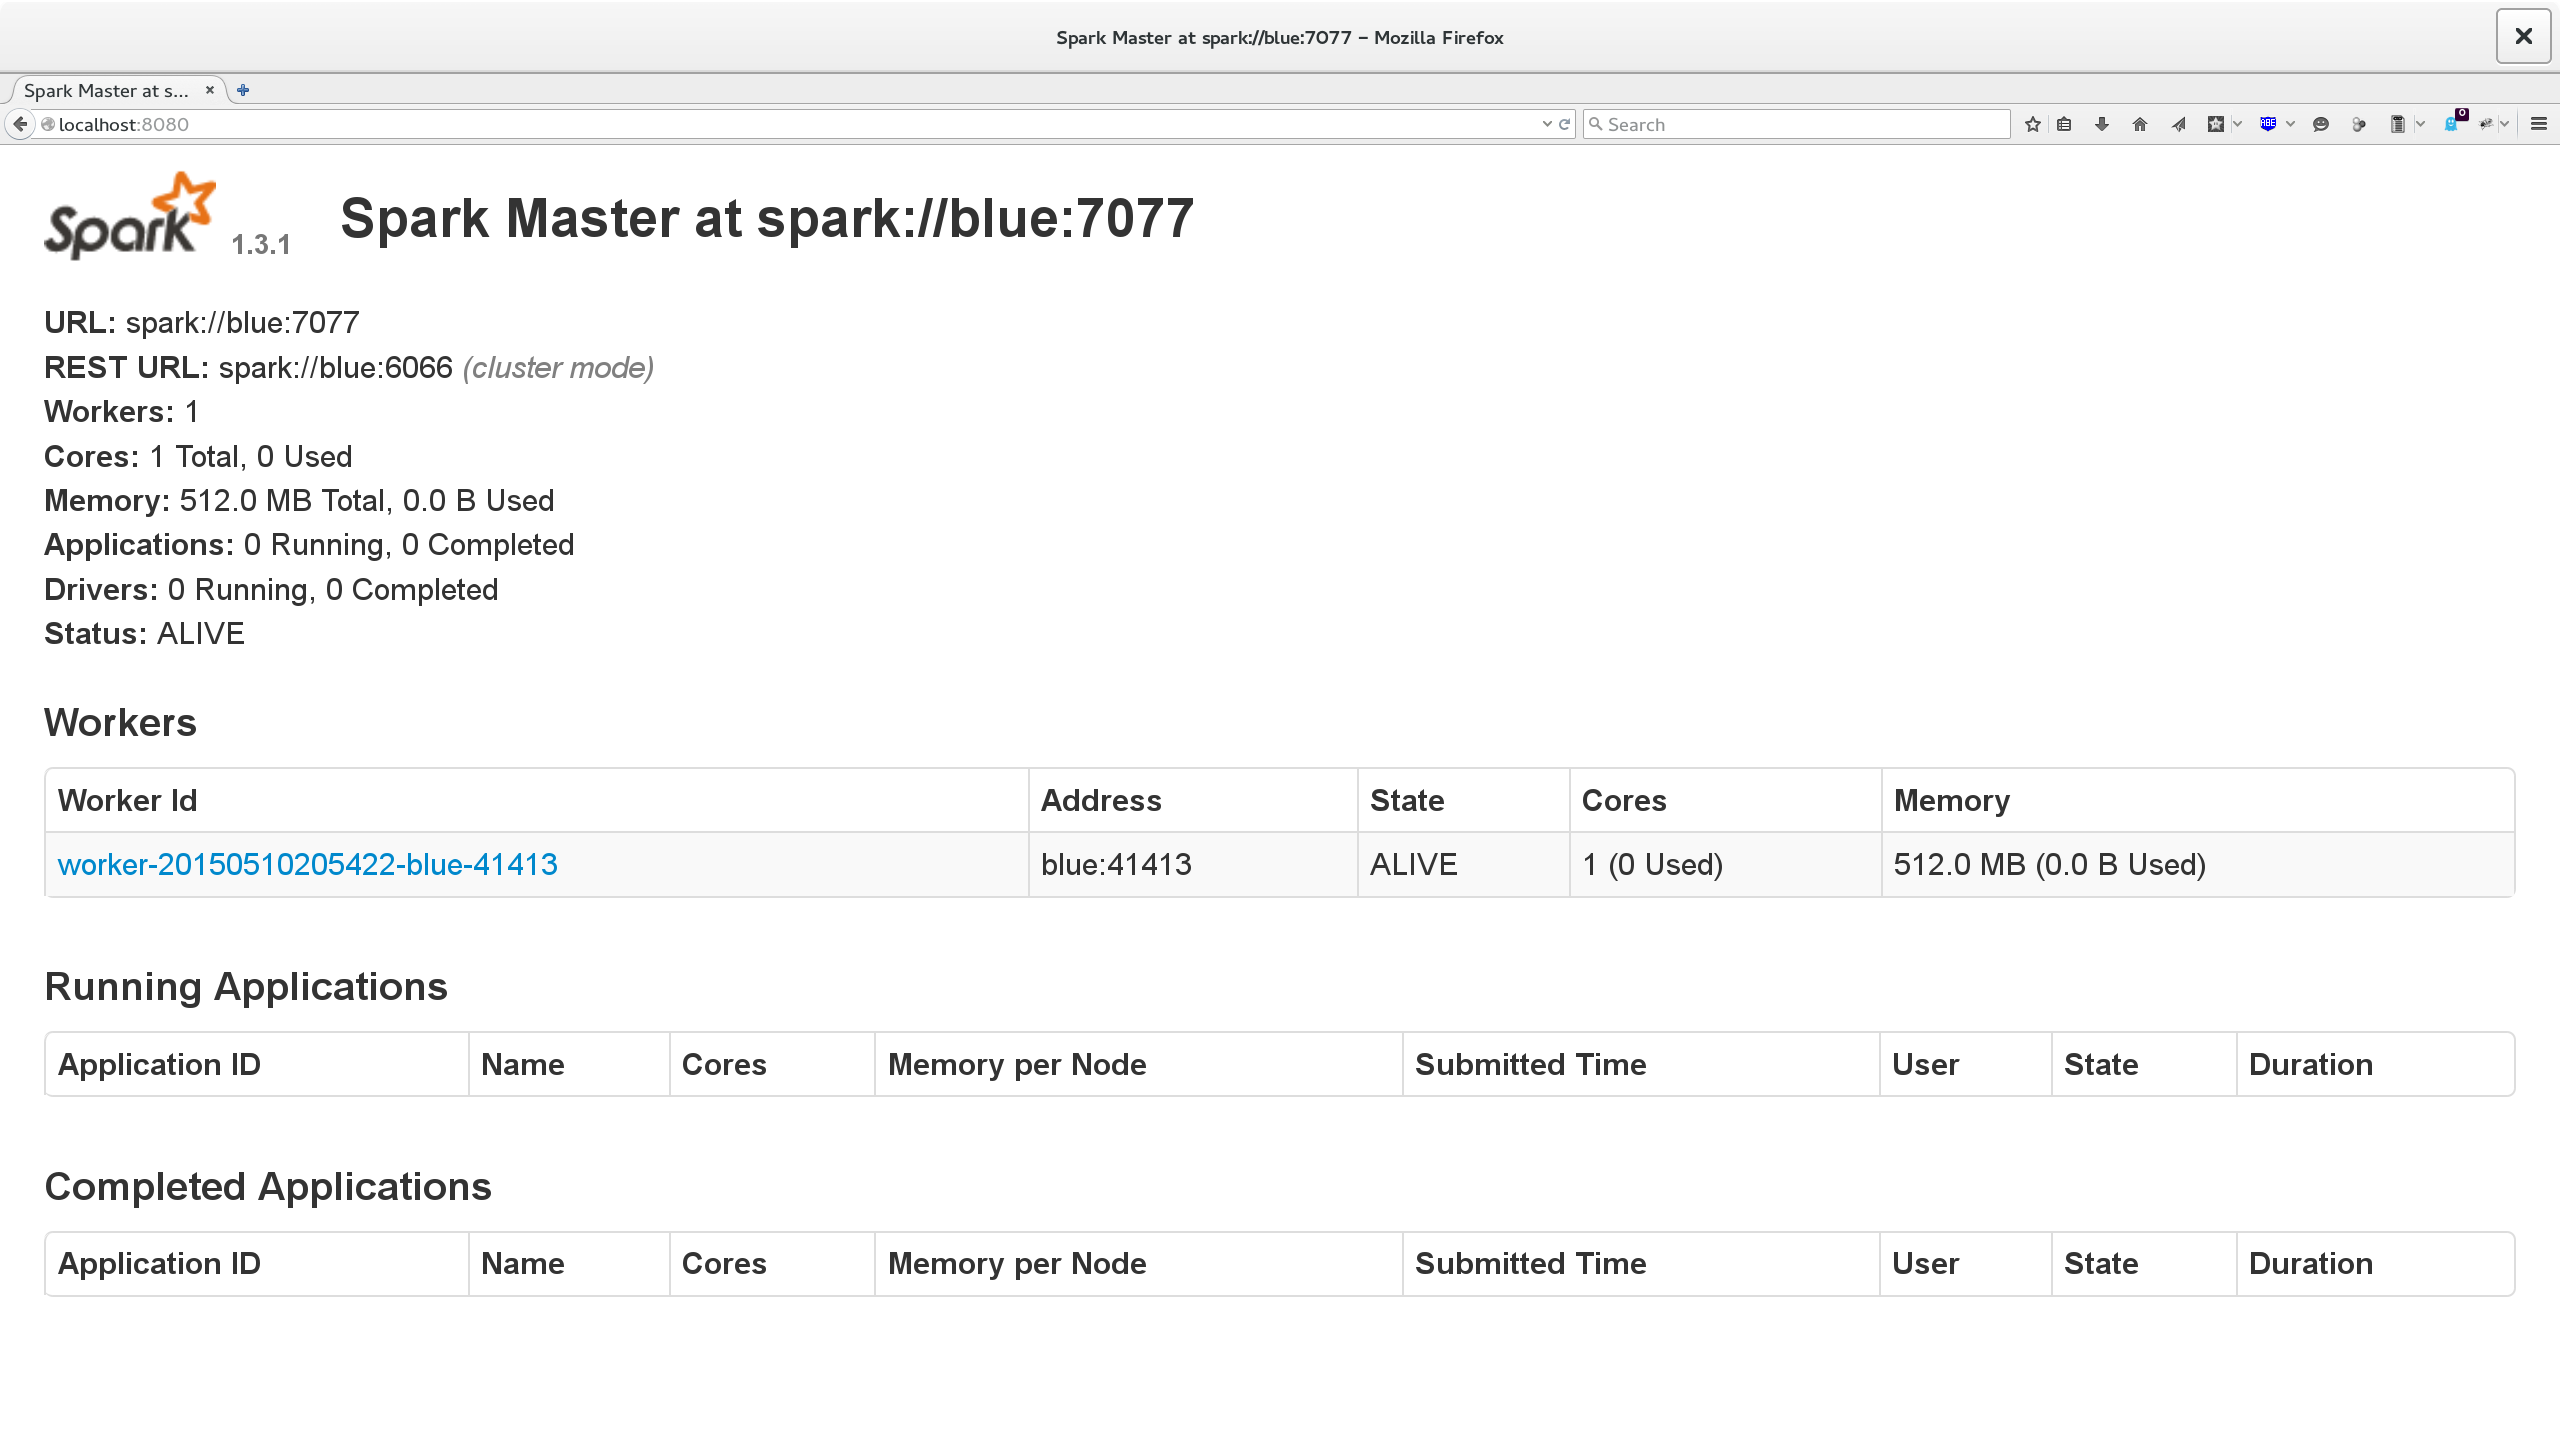 Spark Master at spark://blue:7077 – Mozilla Firefox
Spark Master at s...
localhost:8080
Search
ABE
0
Spark 1.3.1 Spark Master at spark://blue:7077
URL: spark://blue:7077
REST URL: spark://blue:6066 (cluster mode)
Workers: 1
Cores: 1 Total, 0 Used
Memory: 512.0 MB Total, 0.0 B Used
Applications: 0 Running, 0 Completed
Drivers: 0 Running, 0 Completed
Status: ALIVE
Workers
Worker Id Address State Cores Memory
worker-20150510205422-blue-41413 blue:41413 ALIVE 1 (0 Used) 512.0 MB (0.0 B Used)
Running Applications
Application ID Name Cores Memory per Node Submitted Time User State Duration
Completed Applications
Application ID Name Cores Memory per Node Submitted Time User State Duration